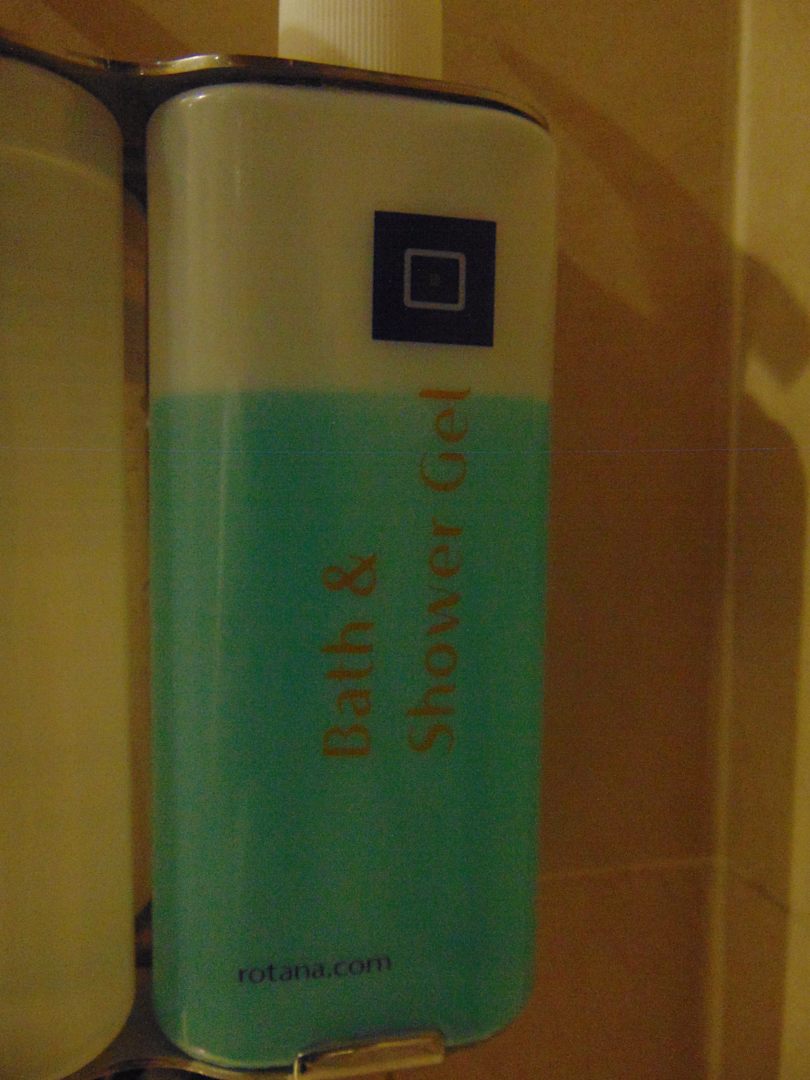 Bath &
Shower Gel
rotana.com